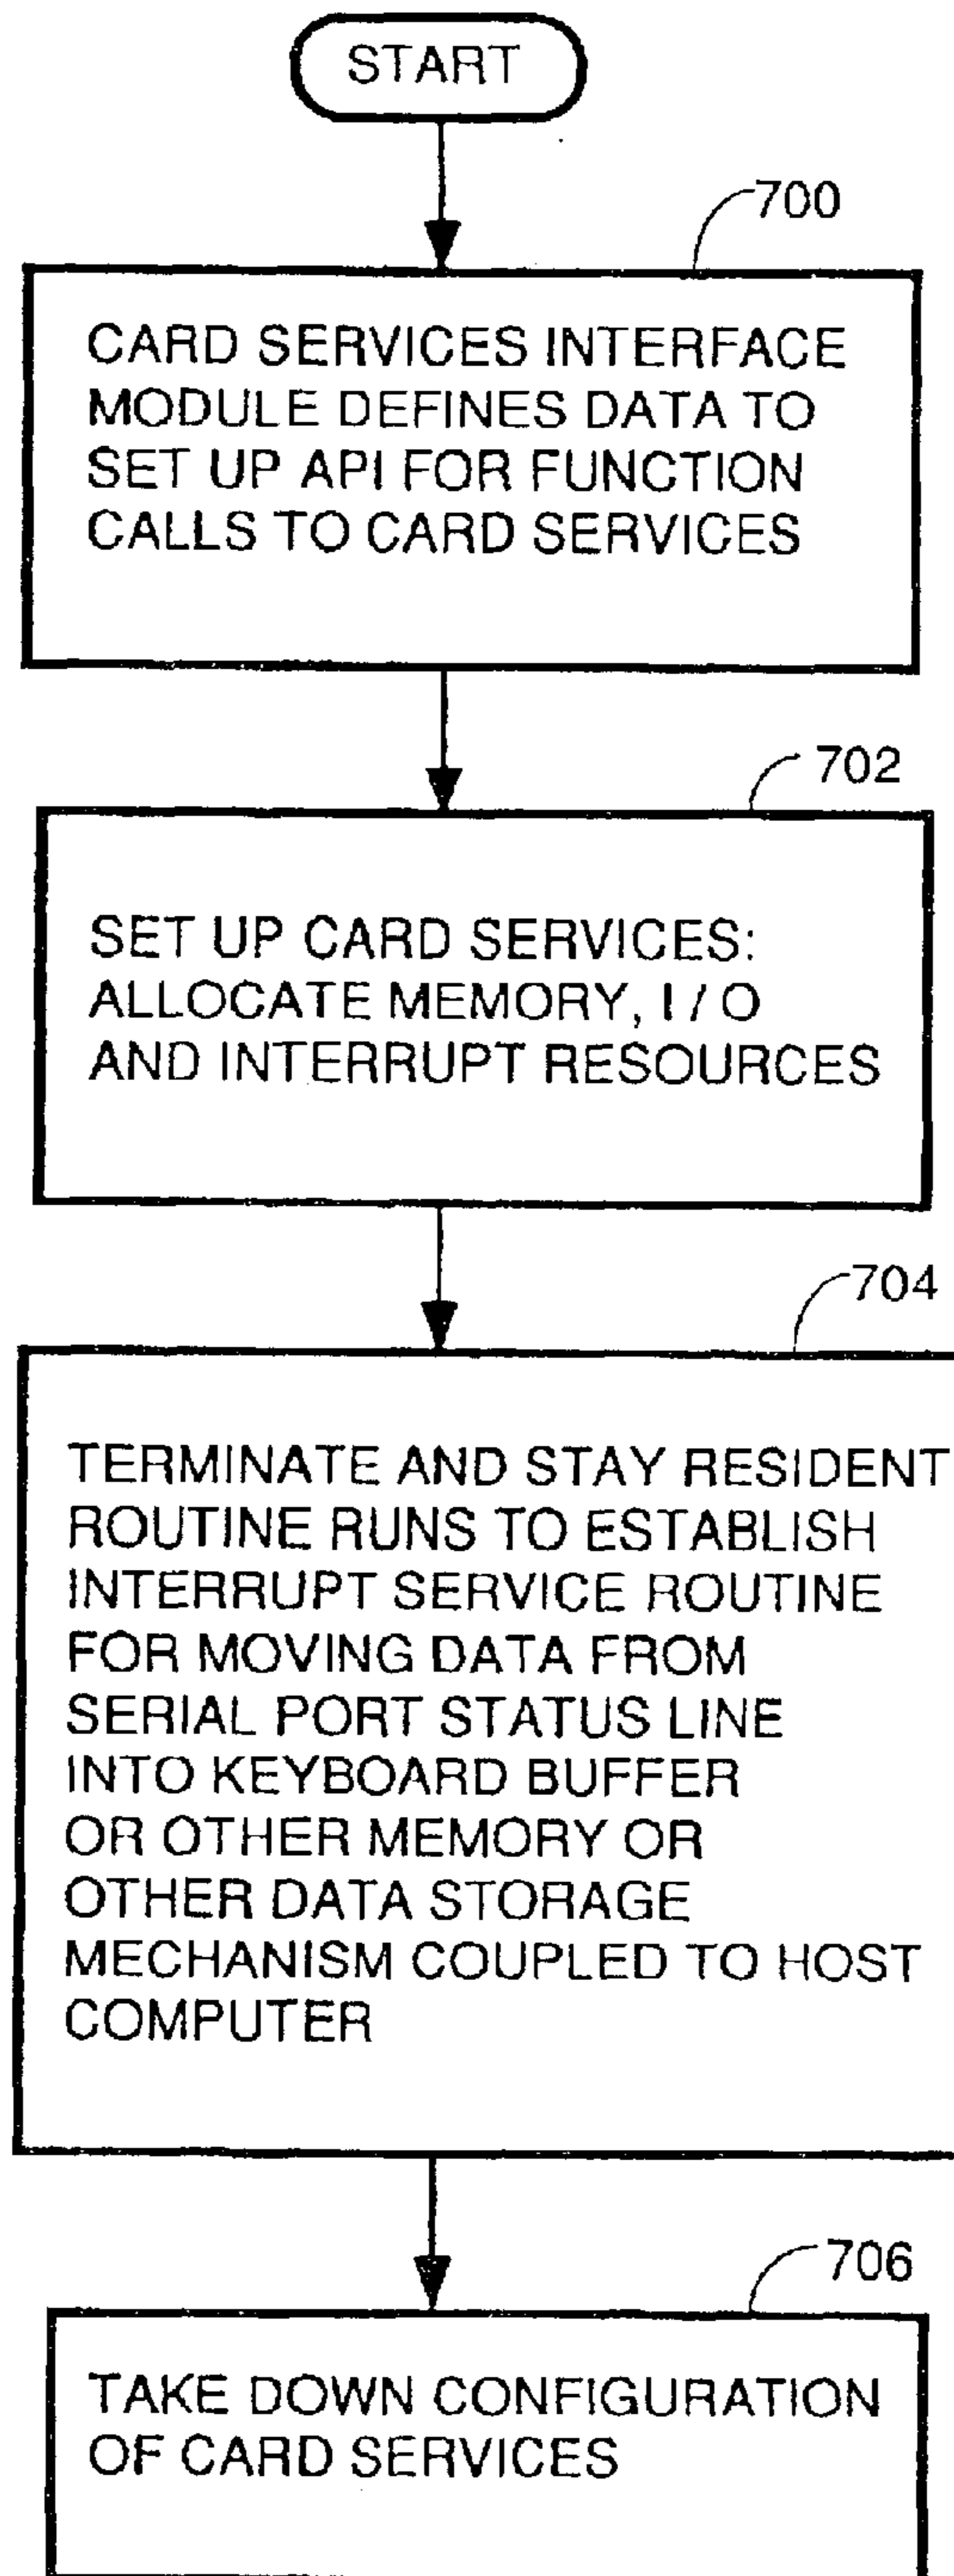 START
700
CARD SERVICES INTERFACE
MODULE DEFINES DATA TO
SET UP API FOR FUNCTION
CALLS TO CARD SERVICES
702
SET UP CARD SERVICES:
ALLOCATE MEMORY, I / O
AND INTERRUPT RESOURCES
704
TERMINATE AND STAY RESIDENT
ROUTINE RUNS TO ESTABLISH
INTERRUPT SERVICE ROUTINE
FOR MOVING DATA FROM
SERIAL PORT STATUS LINE
INTO KEYBOARD BUFFER
OR OTHER MEMORY OR
OTHER DATA STORAGE
MECHANISM COUPLED TO HOST
COMPUTER
706
TAKE DOWN CONFIGURATION
OF CARD SERVICES